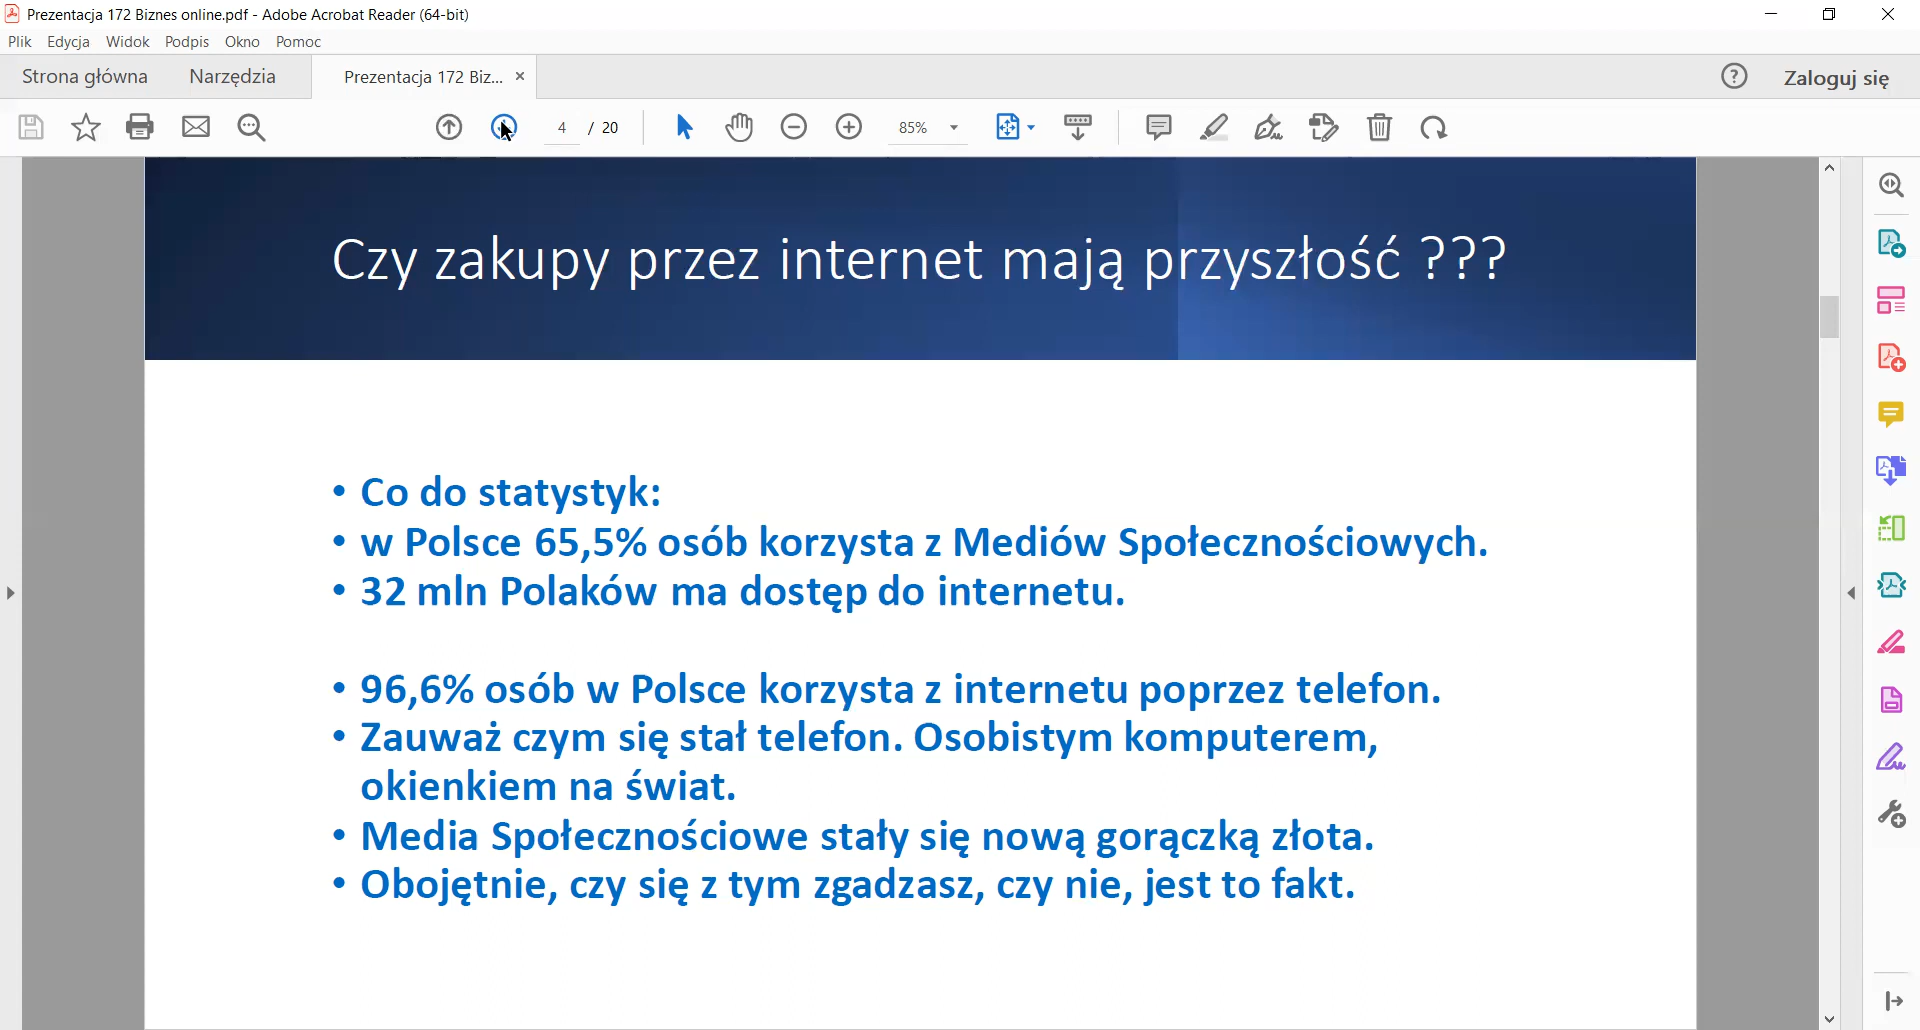 Prezentacja 172 Biznes online.pdf - Adobe Acrobat Reader (64-bit)
Plik Edycja Widok Podpis Okno Pomoc
Strona główna Narzędzia Prezentacja 172 Biz... Zaloguj się
4 / 20 85%
Czy zakupy przez internet mają przyszłość ???
• Co do statystyk:
• w Polsce 65,5% osób korzysta z Mediów Społecznościowych.
• 32 mln Polaków ma dostęp do internetu.
• 96,6% osób w Polsce korzysta z internetu poprzez telefon.
• Zauważ czym się stał telefon. Osobistym komputerem,
okienkiem na świat.
• Media Społecznościowe stały się nową gorączką złota.
• Obojętnie, czy się z tym zgadzasz, czy nie, jest to fakt.